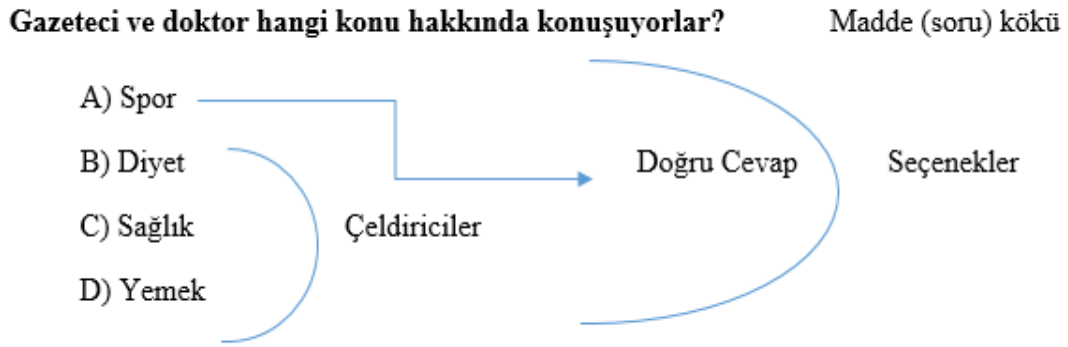 Gazeteci ve doktor hangi konu hakkında konuşuyorlar? Madde (soru) kökü
A) Spor
B) Diyet Doğru Cevap Seçenekler
C) Sağlık Çeldiriciler
D) Yemek